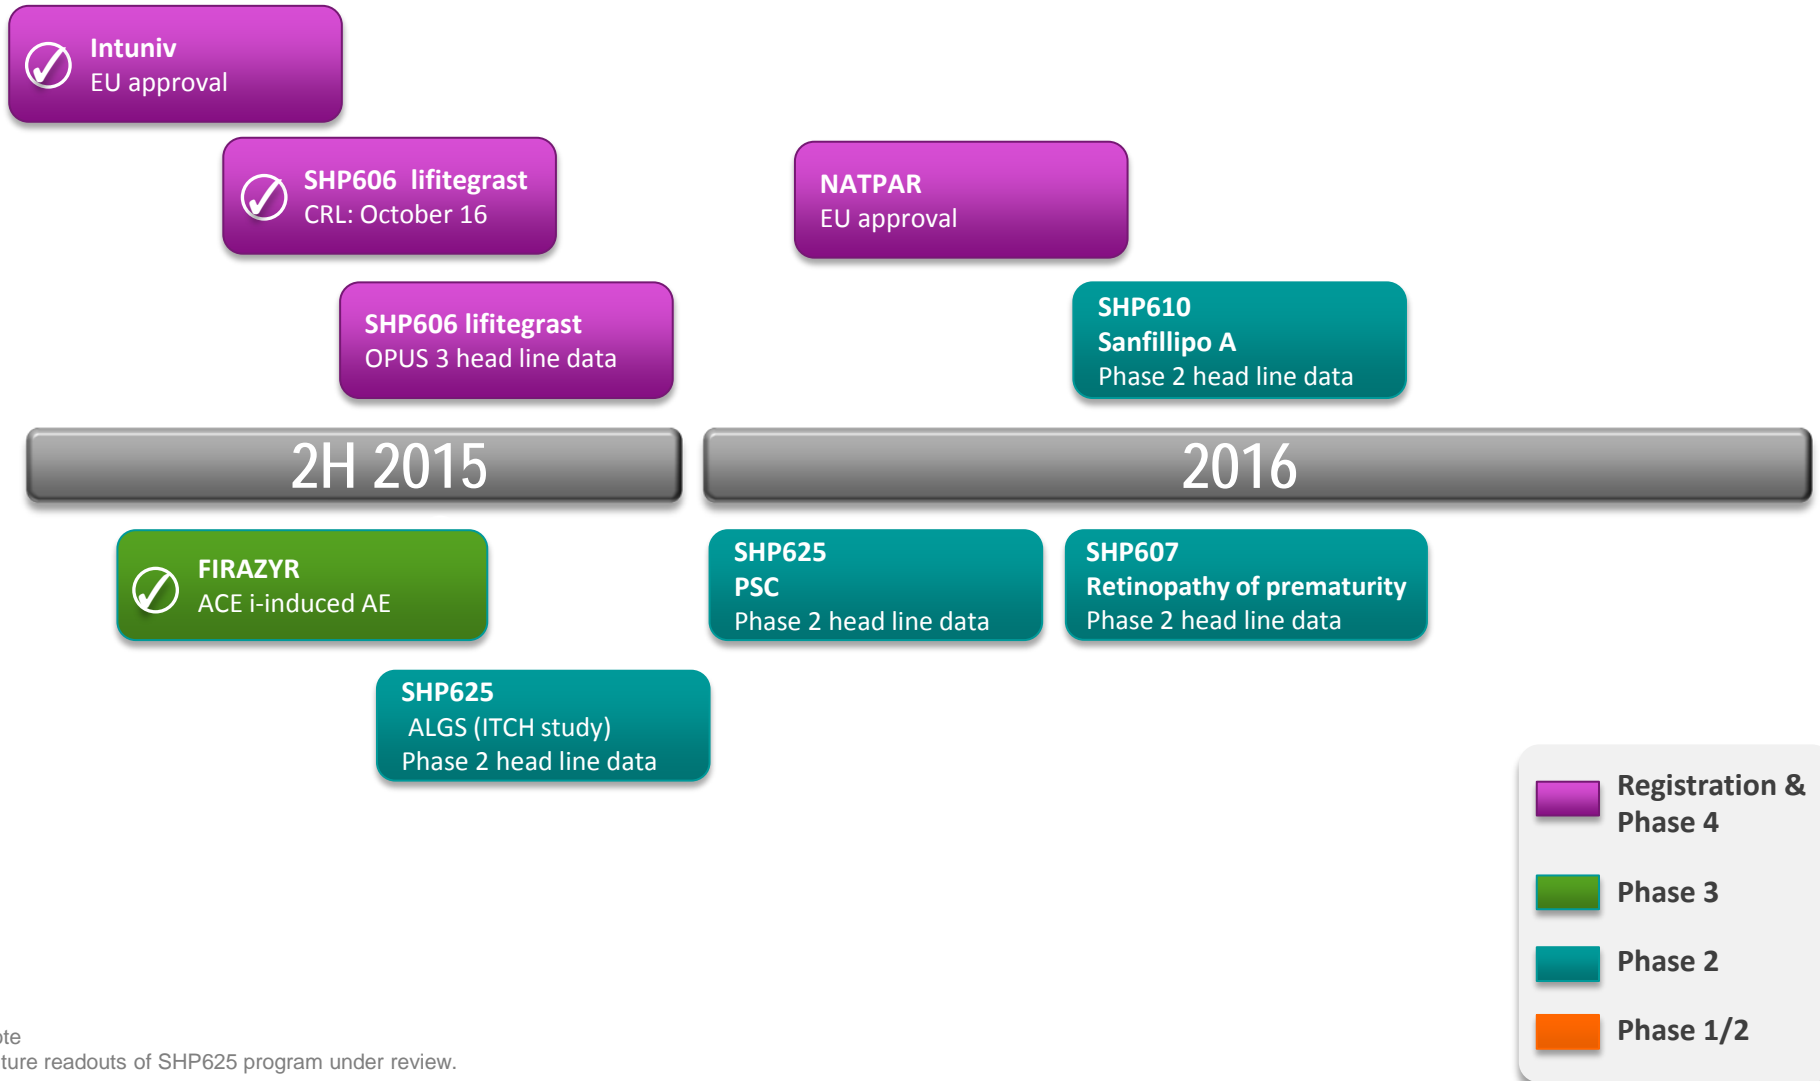 Intuniv
EU approval
SHP606 lifitegrast
CRL: October 16
NATPAR
EU approval
SHP606 lifitegrast
OPUS 3 head line data
SHP610
Sanfillipo A
Phase 2 head line data
2H 2015
2016
FIRAZYR
ACE i-induced AE
SHP625
PSC
Phase 2 head line data
SHP607
Retinopathy of prematurity
Phase 2 head line data
SHP625
ALGS (ITCH study)
Phase 2 head line data
Registration &
Phase 4
Phase 3
Phase 2
Phase 1/2
readouts of SHP625 program under review.